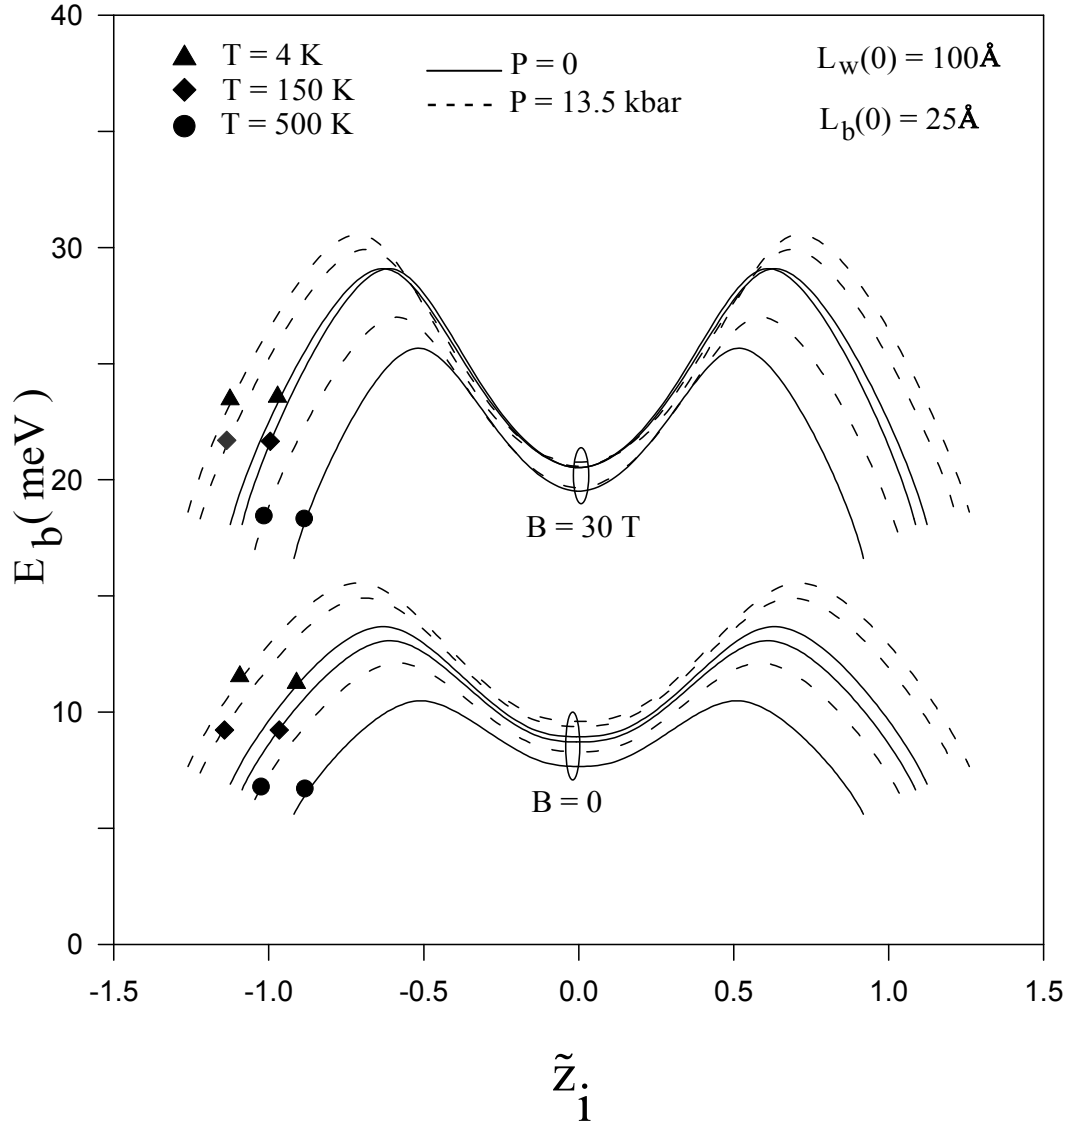 40
T = 4 K
P = 0
L_w(0) = 100Å
T = 150 K
P = 13.5 kbar
T = 500 K
L_b(0) = 25Å
30
20
B = 30 T
E_b( meV)
10
B = 0
0
-1.5 -1.0 -0.5 0.0 0.5 1.0 1.5
z̃_i